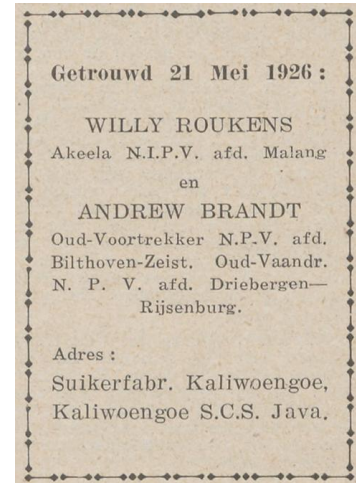 Getrouwd 21 Mei 1926 :
WILLY ROUKENS
Akeela N.I.P.V. afd. Malang
en
ANDREW BRANDT
Oud-Voortrekker N.P.V. afd.
Bilthoven-Zeist. Oud-Vaandr.
N. P. V. afd. Driebergen—
Rijsenburg.
Adres :
Suikerfabr. Kaliwoengoe,
Kaliwoengoe S.C.S. Java.